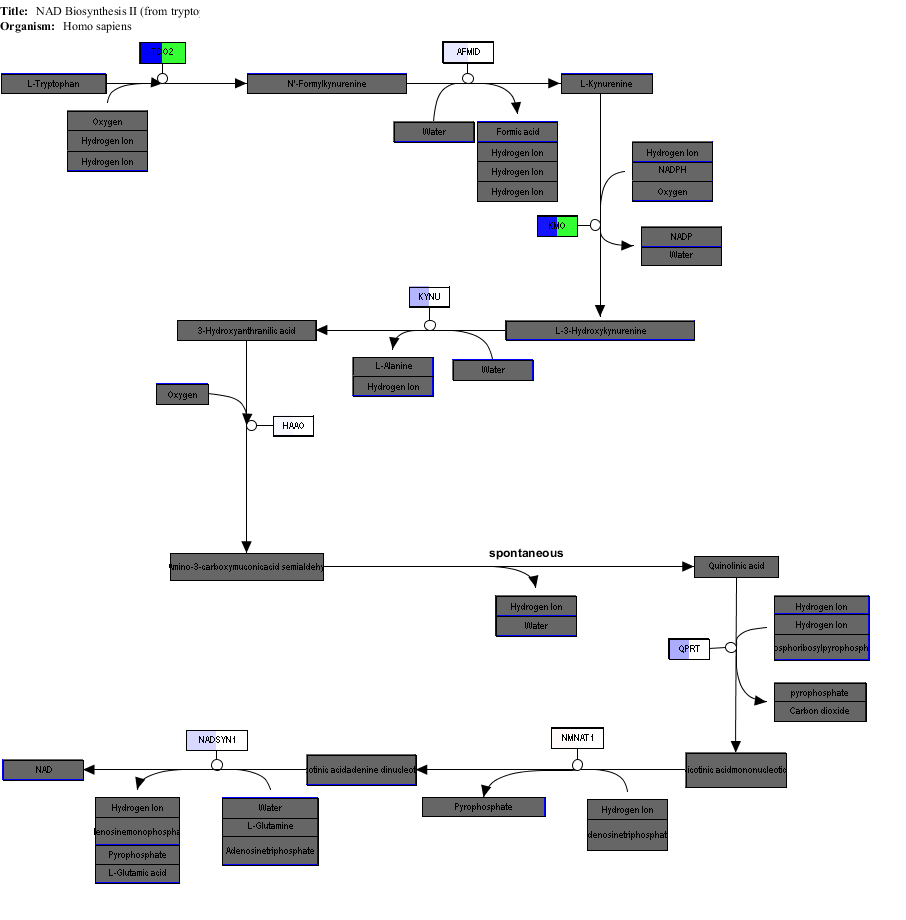 Title: NAD Biosynthesis II (from trypto
Organism: Homo sapiens
AFMID
L-Tryptophan
N'-Formylkynurenine
L-Kynurenine
Oxygen
Hydrogen Ion
Hydrogen Ion
Water
Formic acid
Hydrogen Ion
Hydrogen Ion
Hydrogen Ion
Hydrogen Ion
NADPH
Oxygen
KMO
NADP
Water
KYNU
3-Hydroxyanthranilic acid
L-3-Hydroxykynurenine
L-Alanine
Hydrogen Ion
Water
Oxygen
HAAO
spontaneous
mino-3-carboxymuconicacid semialdehy
Quinolinic acid
Hydrogen Ion
Water
Hydrogen Ion
Hydrogen Ion
osphoribosylpyrophosph
QPRT
pyrophosphate
Carbon dioxide
NADSYN1
NMNAT1
NAD
otinic acidadenine dinucleot
icotinic acidmononucleotic
Hydrogen Ion
enosinemonophospha
Pyrophosphate
L-Glutamic acid
Water
L-Glutamine
Adenosinetriphosphate
Pyrophosphate
Hydrogen Ion
denosinetriphosphat